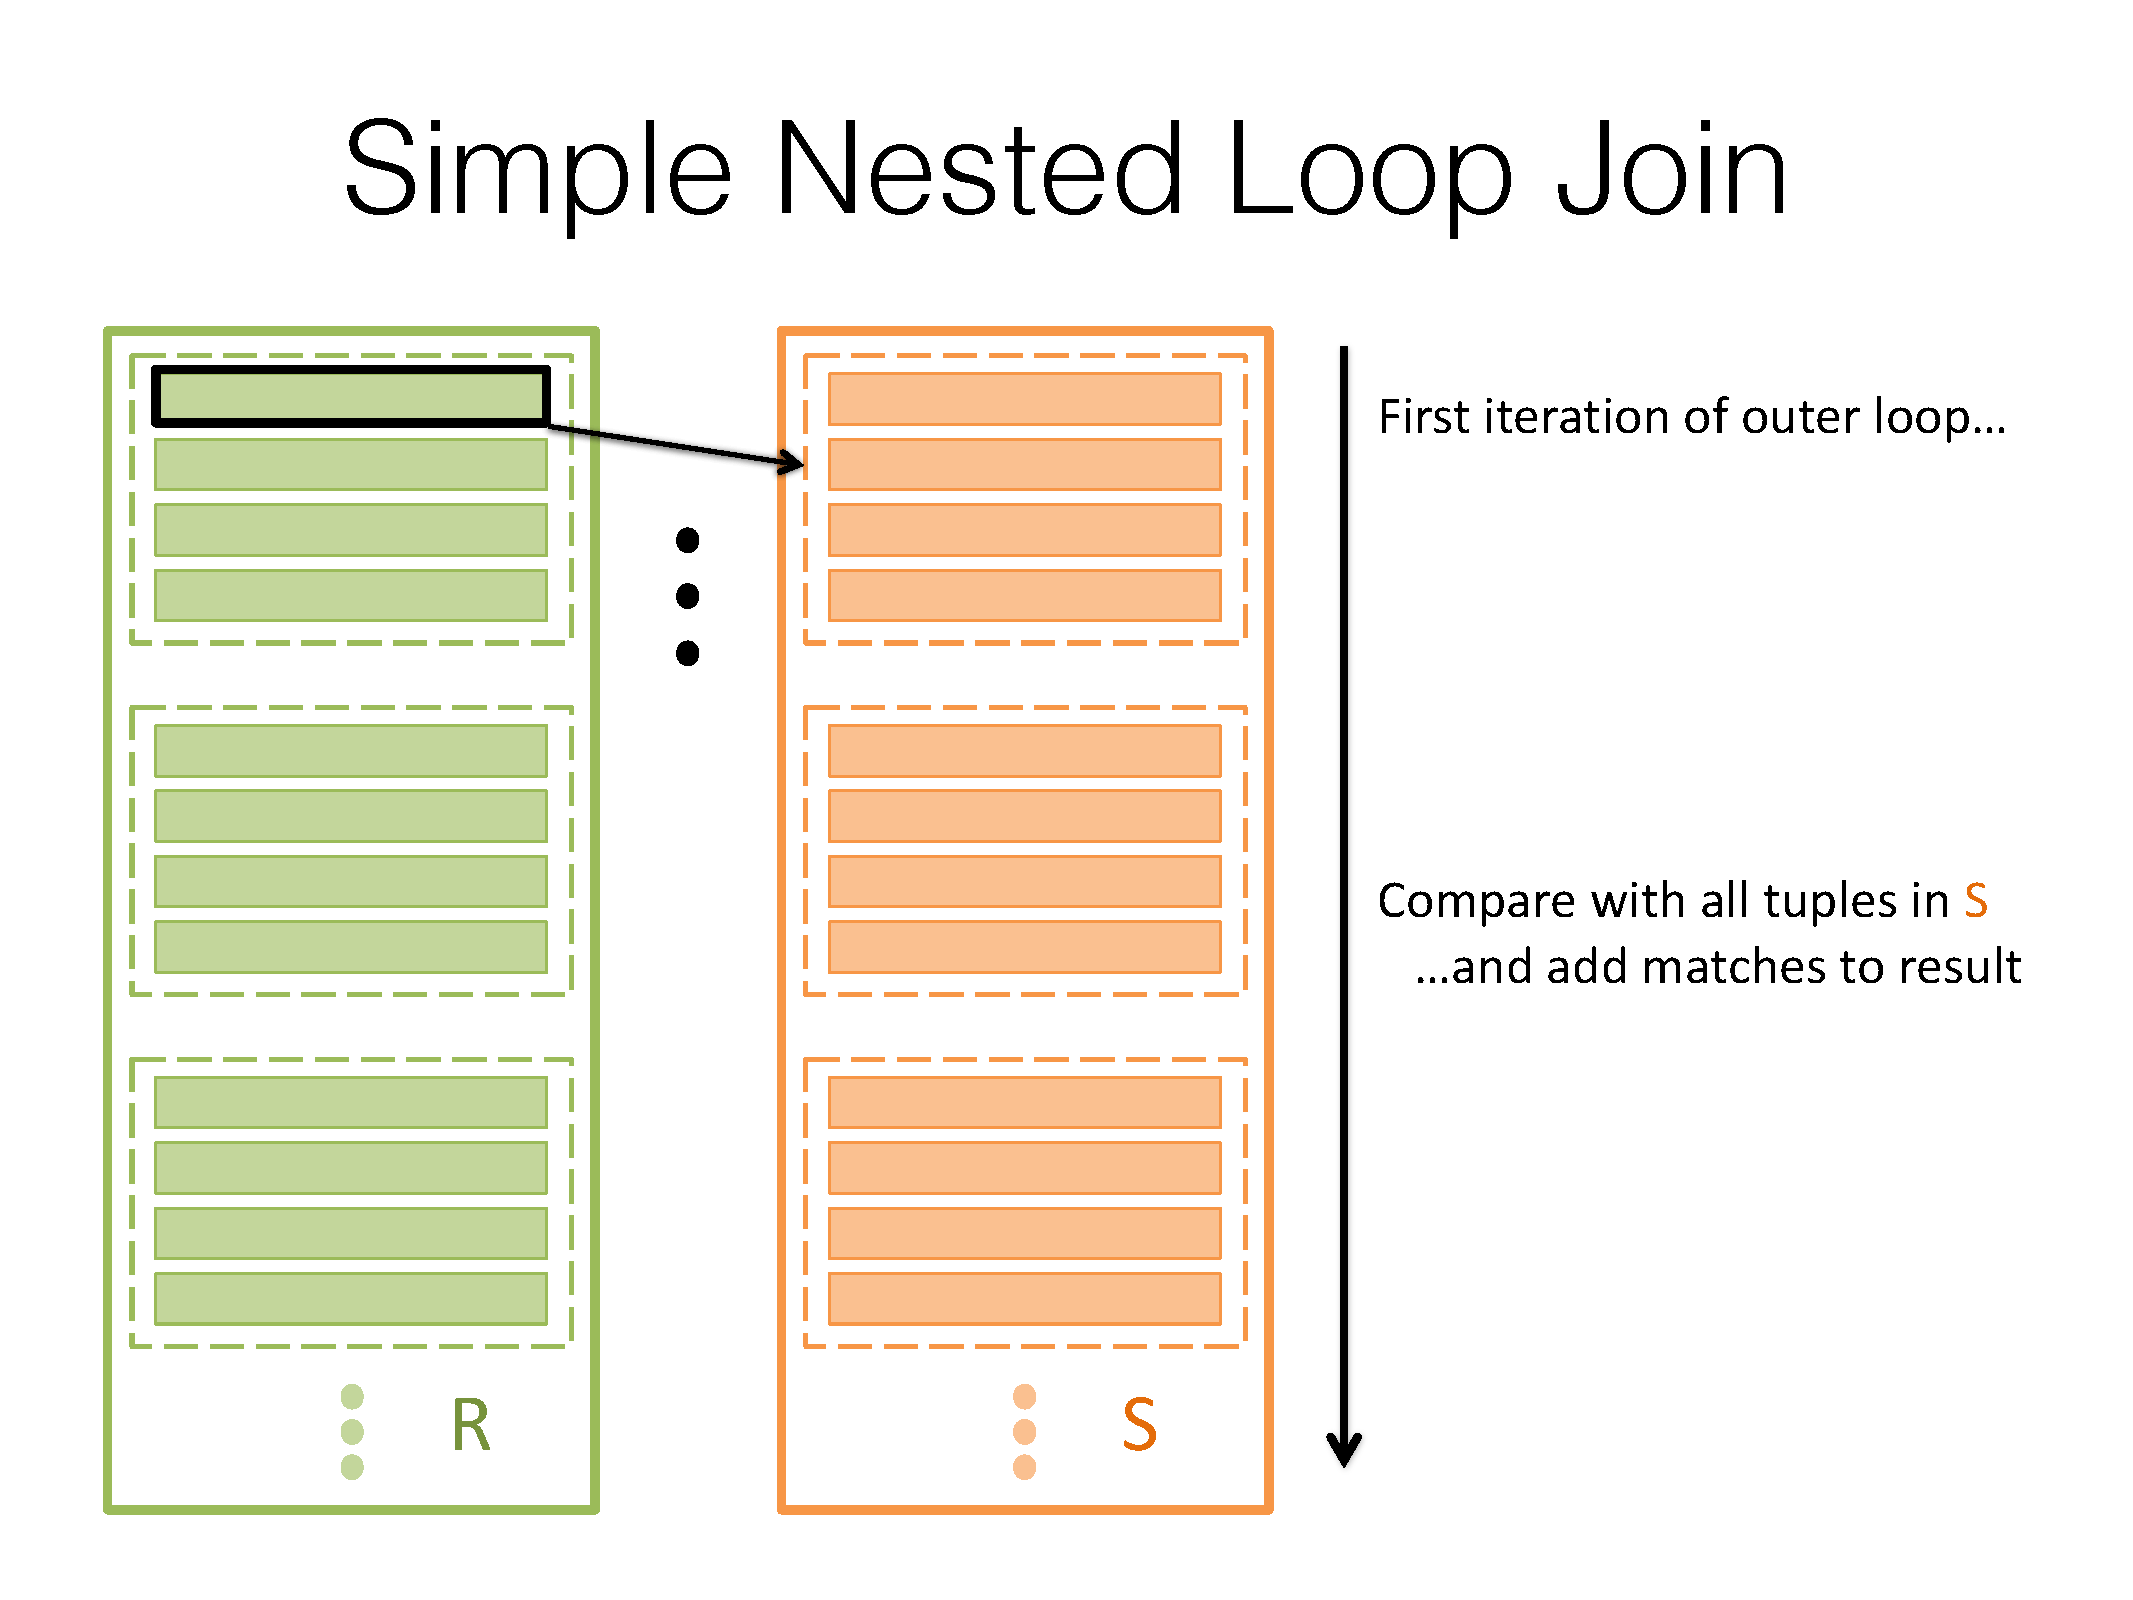 Simple Nested Loop Join
First iteration of outer loop...
Compare with all tuples in S
...and add matches to result
R
S